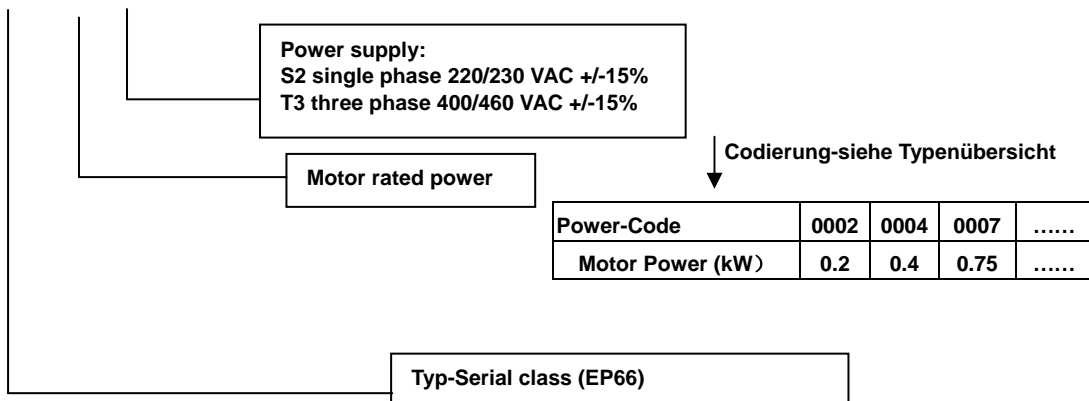 Power supply:
S2 single phase 220/230 VAC +/-15%
T3 three phase 400/460 VAC +/-15%
Codierung-siehe Typenübersicht
Motor rated power
Power-Code 0002 0004 0007 ……
Motor Power (kW） 0.2 0.4 0.75 ……
Typ-Serial class (EP66)